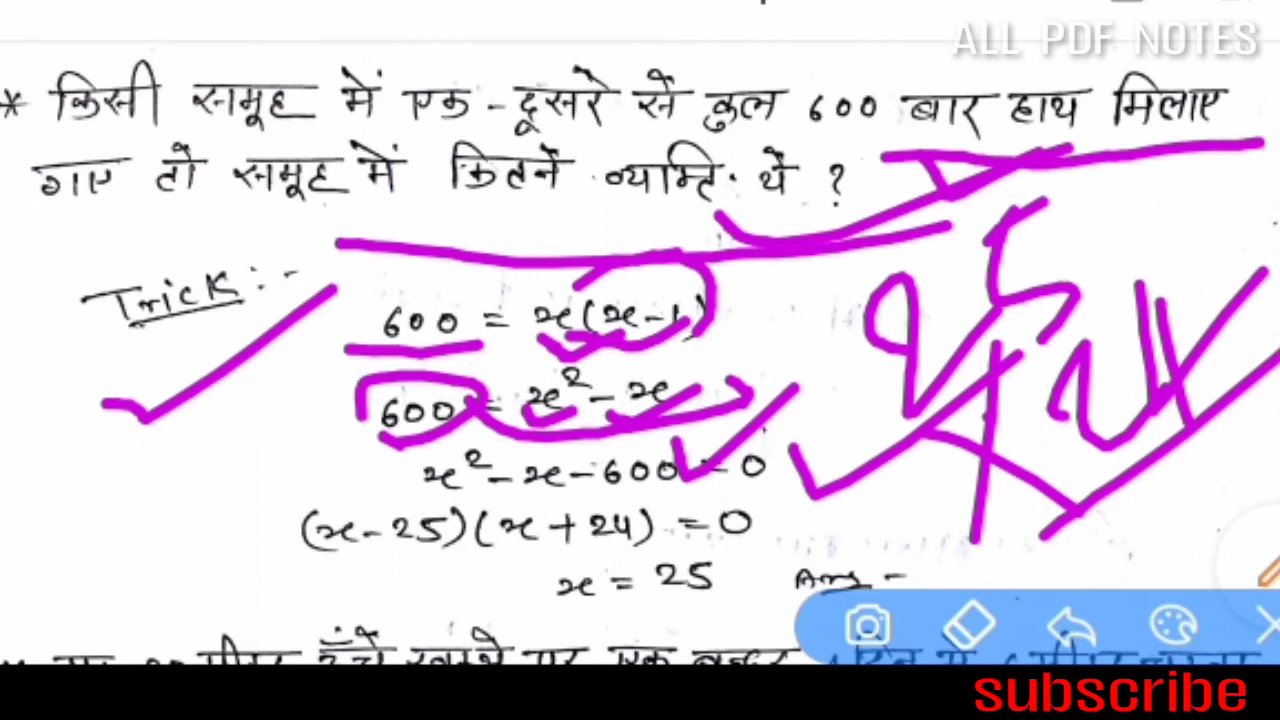 ALL PDF NOTES
* किसी समूह में एक-दूसरे से कुल 600 बार हाथ मिलाए
गए तो समूह में कितने व्यक्ति थे ?
Trick :-
600 = x(x-1)
600 = x² - x
x² - x - 600 = 0
(x - 25)(x + 24) = 0
x = 25 Ans -
subscribe